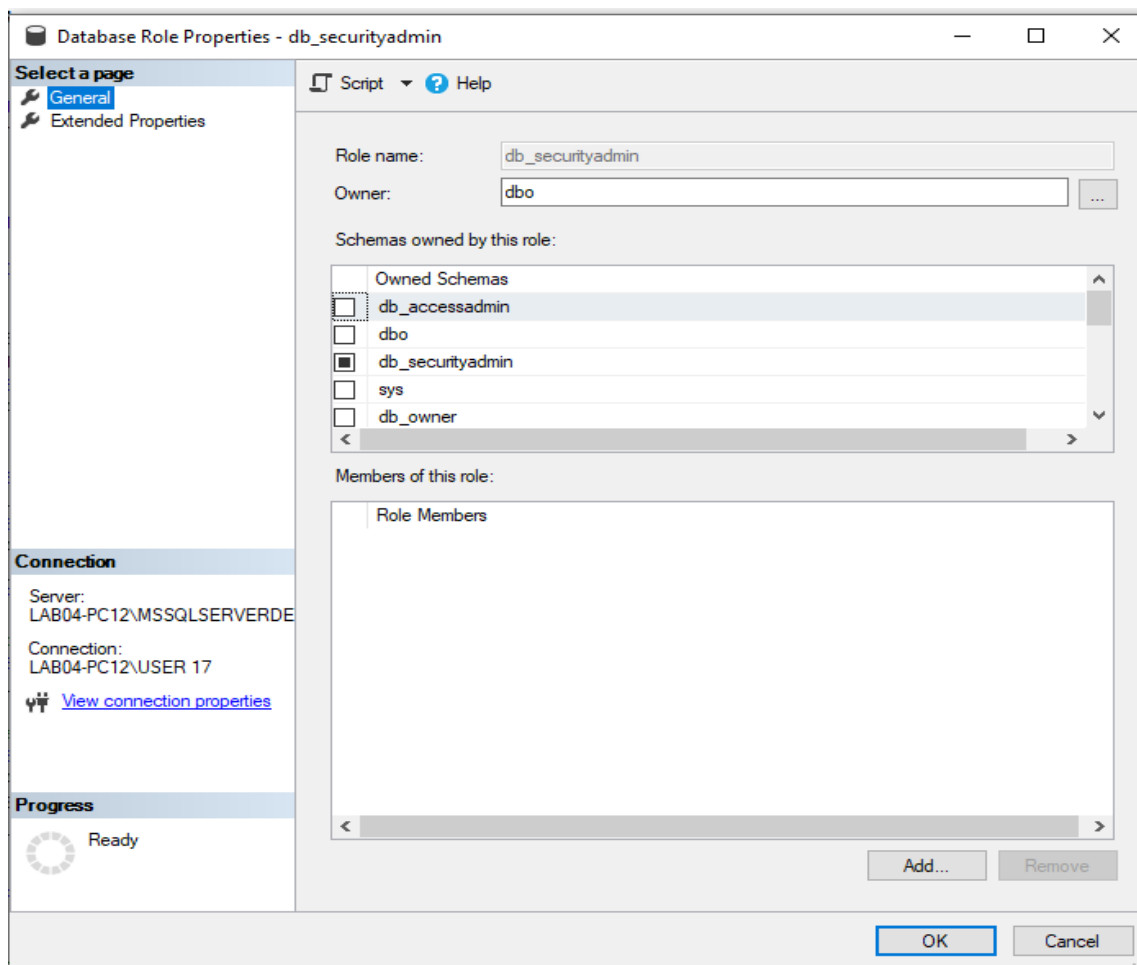 Database Role Properties - db_securityadmin
Select a page
General
Extended Properties
Script
Help
Role name:
db_securityadmin
Owner:
dbo
...
Schemas owned by this role:
Owned Schemas
db_accessadmin
dbo
db_securityadmin
sys
db_owner
Members of this role:
Role Members
Connection
Server:
LAB04-PC12\MSSQLSERVERDE
Connection:
LAB04-PC12\USER 17
View connection properties
Progress
Ready
Add...
Remove
OK
Cancel